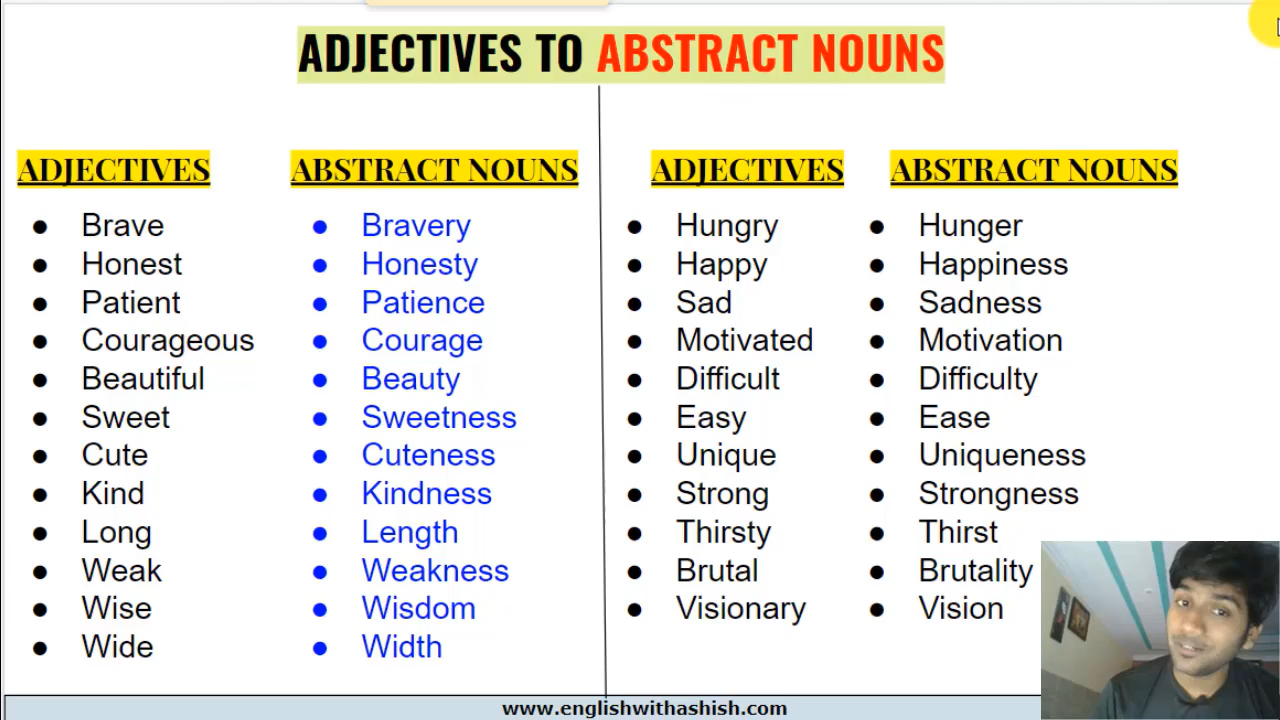 ADJECTIVES TO ABSTRACT NOUNS
ADJECTIVES ABSTRACT NOUNS
● Brave ● Bravery
● Honest ● Honesty
● Patient ● Patience
● Courageous ● Courage
● Beautiful ● Beauty
● Sweet ● Sweetness
● Cute ● Cuteness
● Kind ● Kindness
● Long ● Length
● Weak ● Weakness
● Wise ● Wisdom
● Wide ● Width
ADJECTIVES ABSTRACT NOUNS
● Hungry ● Hunger
● Happy ● Happiness
● Sad ● Sadness
● Motivated ● Motivation
● Difficult ● Difficulty
● Easy ● Ease
● Unique ● Uniqueness
● Strong ● Strongness
● Thirsty ● Thirst
● Brutal ● Brutality
● Visionary ● Vision
www.englishwithashish.com